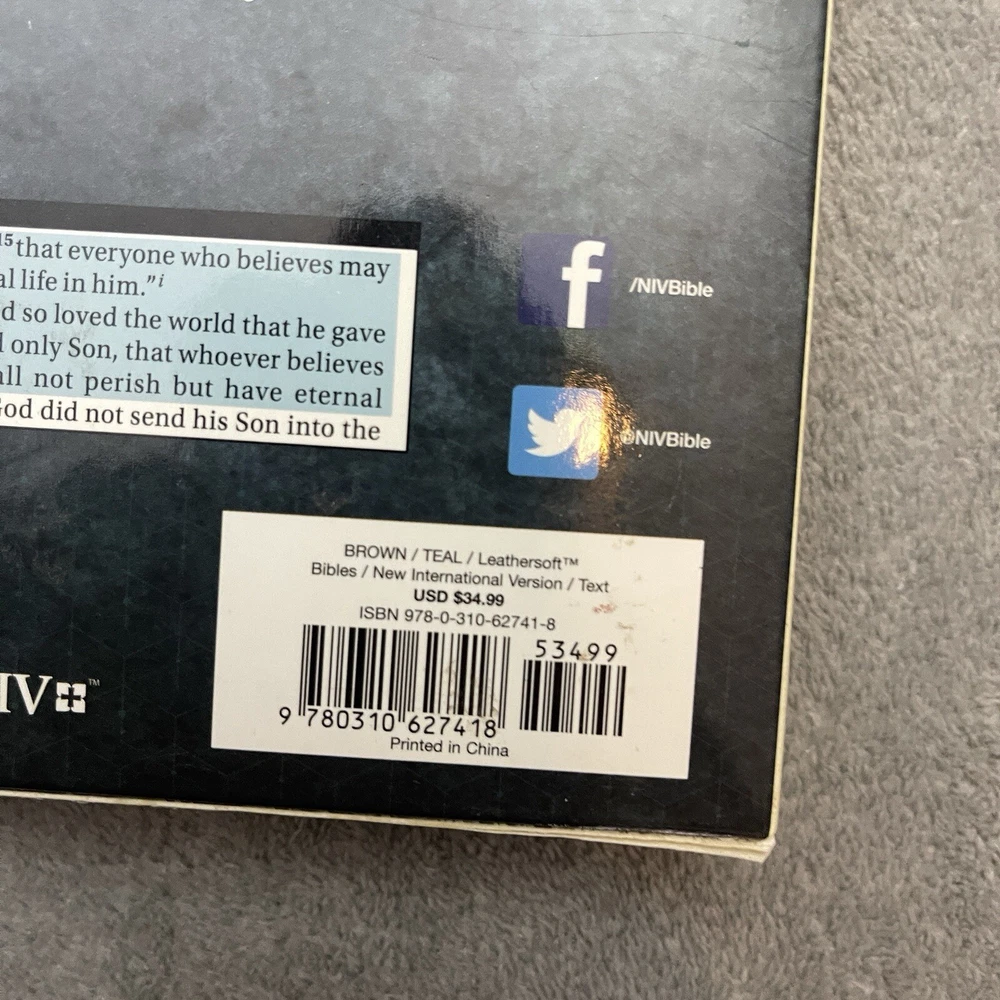 15that everyone who believes may
al life in him.”i
d so loved the world that he gave
only Son, that whoever believes
all not perish but have eternal
God did not send his Son into the
f
/NIVBible
@NIVBible
BROWN / TEAL / Leathersoft™
Bibles / New International Version / Text
USD $34.99
ISBN 978-0-310-62741-8
53499
9 780310 627418
Printed in China
IV™